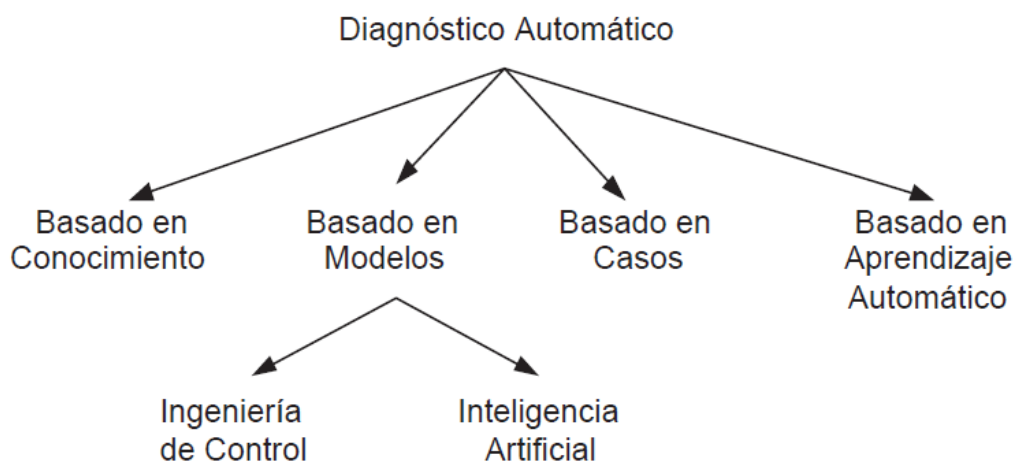 Diagnóstico Automático
Basado en
Conocimiento
Basado en
Modelos
Basado en
Casos
Basado en
Aprendizaje
Automático
Ingeniería
de Control
Inteligencia
Artificial